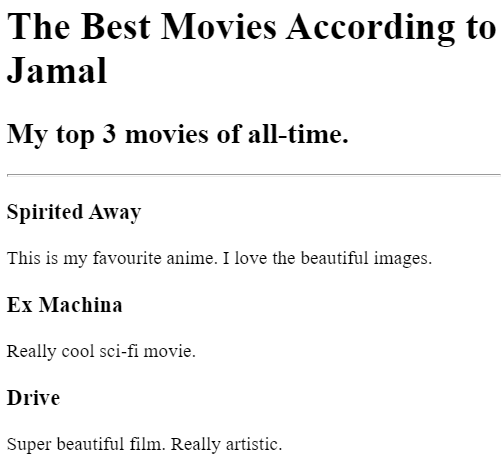 The Best Movies According to
Jamal
My top 3 movies of all-time.
Spirited Away
This is my favourite anime. I love the beautiful images.
Ex Machina
Really cool sci-fi movie.
Drive
Super beautiful film. Really artistic.